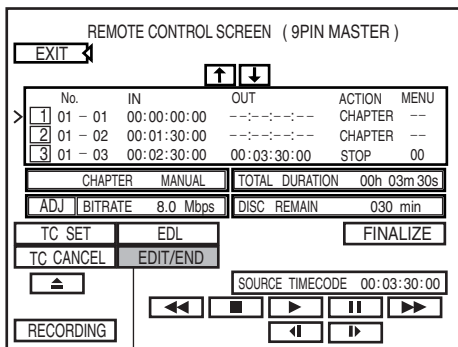 REMOTE CONTROL SCREEN ( 9PIN MASTER )
EXIT
No. IN OUT ACTION MENU
1 01 - 01 00:00:00:00 --:--:--:-- CHAPTER --
2 01 - 02 00:01:30:00 --:--:--:-- CHAPTER --
3 01 - 03 00:02:30:00 00:03:30:00 STOP 00
CHAPTER MANUAL TOTAL DURATION 00h 03m 30s
ADJ BITRATE 8.0 Mbps DISC REMAIN 030 min
TC SET EDL FINALIZE
TC CANCEL EDIT/END
SOURCE TIMECODE 00:03:30:00
RECORDING